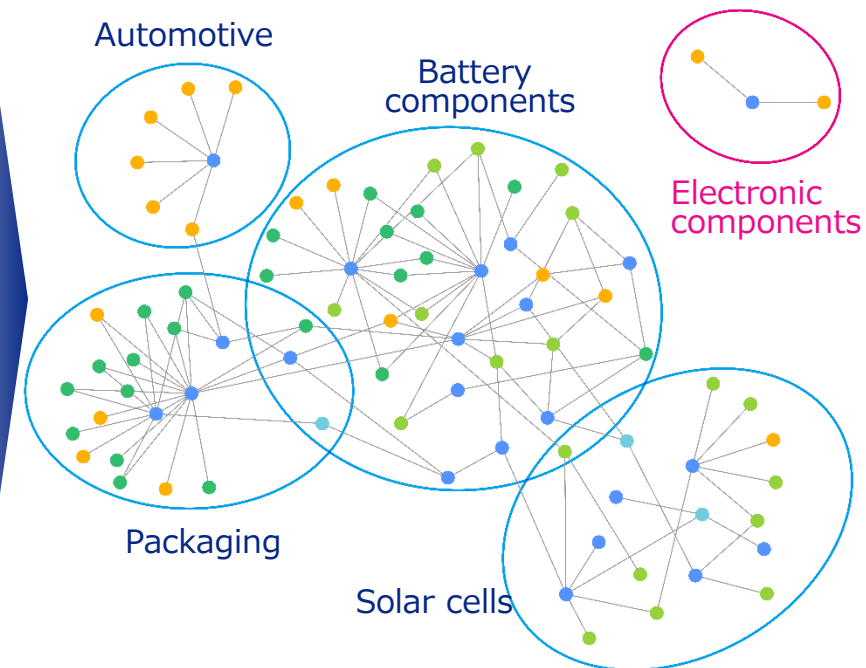 Automotive
Battery
components
Electronic
components
Packaging
Solar cells